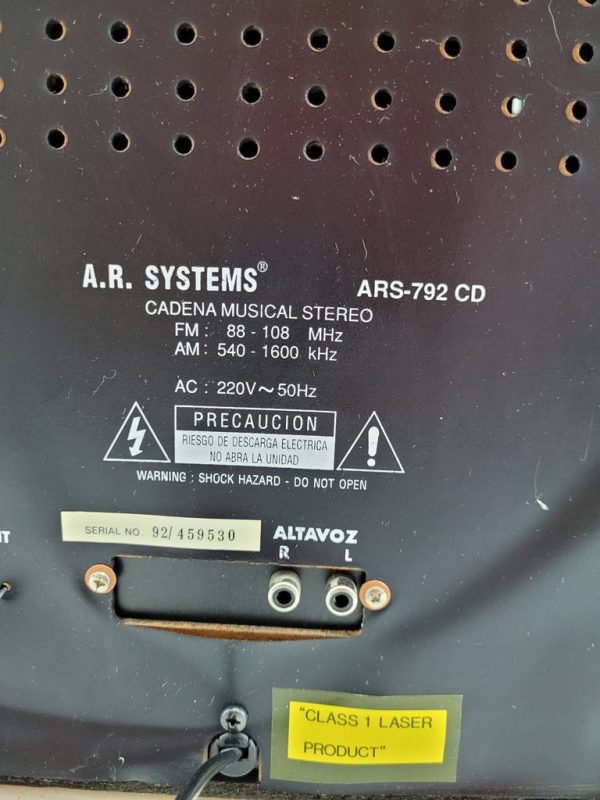 A.R. SYSTEMS®
ARS-792 CD
CADENA MUSICAL STEREO
FM : 88 - 108 MHz
AM : 540 - 1600 kHz
AC : 220V ~ 50Hz
PRECAUCION
RIESGO DE DESCARGA ELECTRICA
NO ABRA LA UNIDAD
WARNING : SHOCK HAZARD - DO NOT OPEN
SERIAL NO 92/459530
ALTAVOZ
R L
"CLASS 1 LASER
PRODUCT"